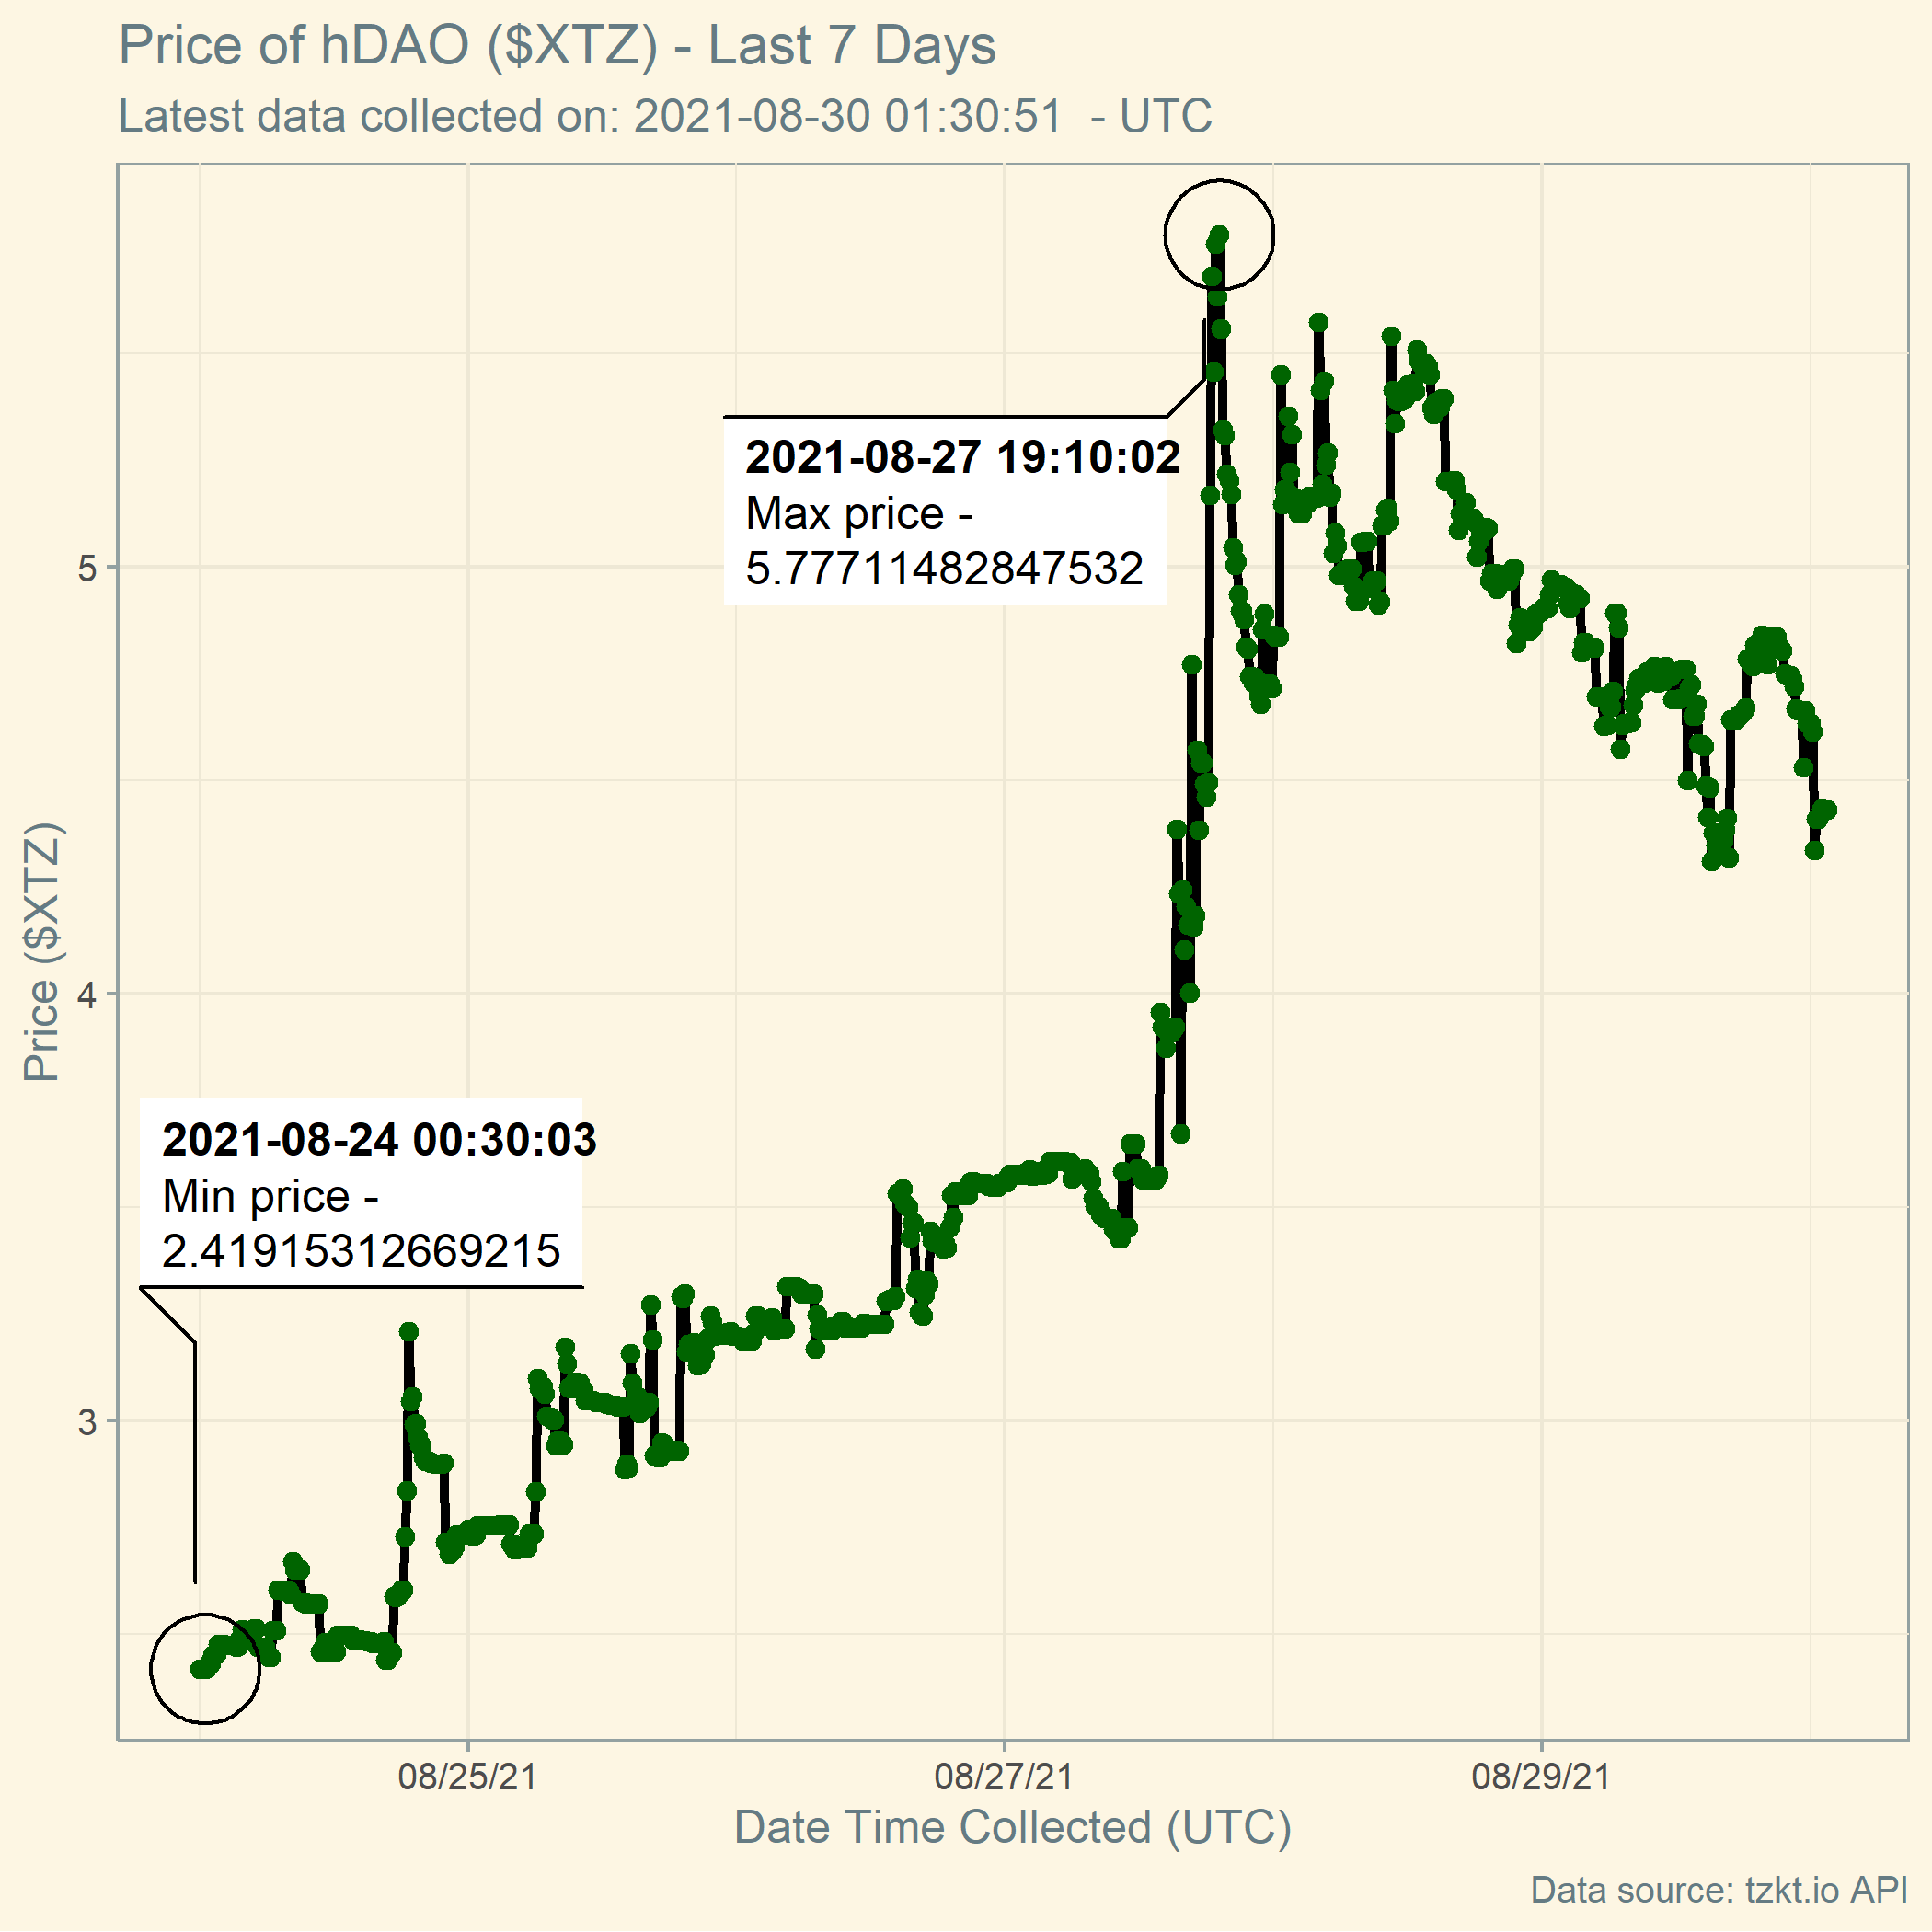 Price of hDAO ($XTZ) - Last 7 Days
Latest data collected on: 2021-08-30 01:30:51  - UTC
2021-08-27 19:10:02
Max price -
5.77711482847532
2021-08-24 00:30:03
Min price -
2.41915312669215
5
4
3
Price ($XTZ)
08/25/21
08/27/21
08/29/21
Date Time Collected (UTC)
Data source: tzkt.io API